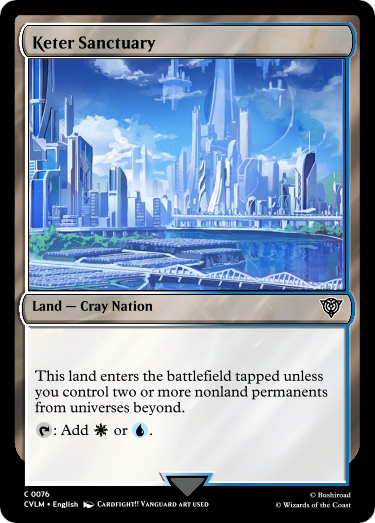 Keter Sanctuary
Land — Cray Nation
This land enters the battlefield tapped unless
you control two or more nonland permanents
from universes beyond.
: Add or .
C 0076
© Bushiroad
CVLM • English CARDFIGHT!! VANGUARD ART USED
© Wizards of the Coast